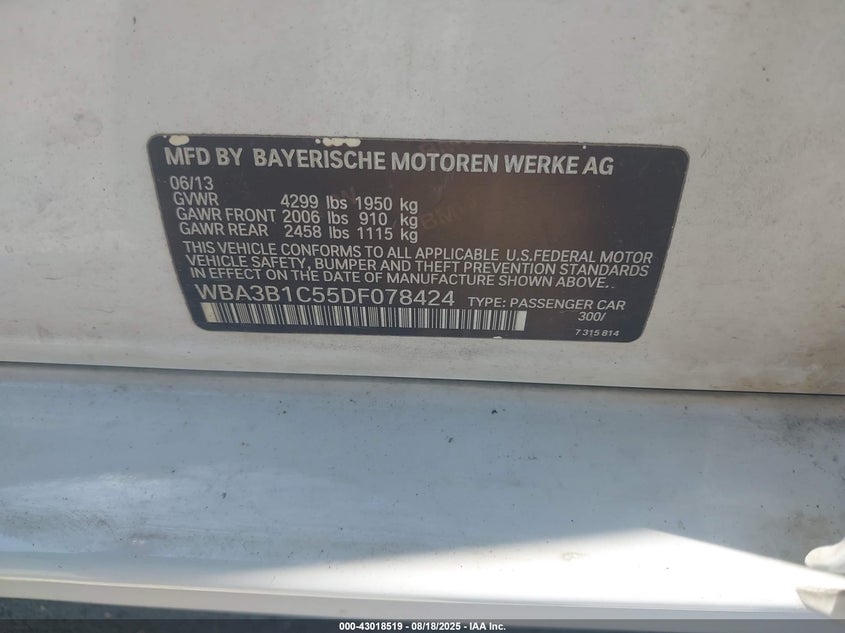 MFD BY BAYERISCHE MOTOREN WERKE AG
06/13
GVWR 4299 lbs 1950 kg
GAWR FRONT 2006 lbs 910 kg
GAWR REAR 2458 lbs 1115 kg
THIS VEHICLE CONFORMS TO ALL APPLICABLE U.S.FEDERAL MOTOR
VEHICLE SAFETY, BUMPER AND THEFT PREVENTION STANDARDS
IN EFFECT ON THE DATE OF MANUFACTURE SHOWN ABOVE.
WBA3B1C55DF078424 TYPE: PASSENGER CAR
300/
7 315 814
000-43018519 - 08/18/2025 - IAA Inc.